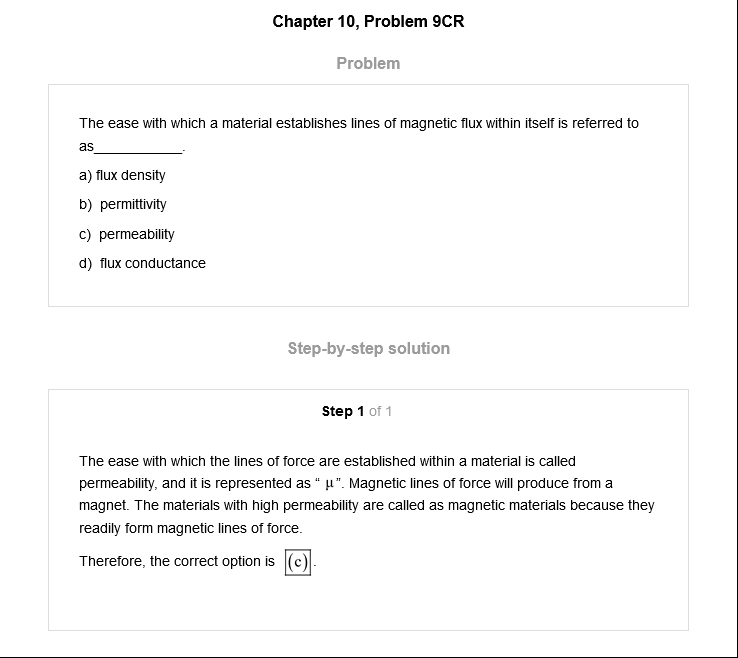 Chapter 10, Problem 9CR
Problem
The ease with which a material establishes lines of magnetic flux within itself is referred to
as___________.
a) flux density
b) permittivity
c) permeability
d) flux conductance
Step-by-step solution
Step 1 of 1
The ease with which the lines of force are established within a material is called
permeability, and it is represented as “ μ”. Magnetic lines of force will produce from a
magnet. The materials with high permeability are called as magnetic materials because they
readily form magnetic lines of force.
Therefore, the correct option is (c).